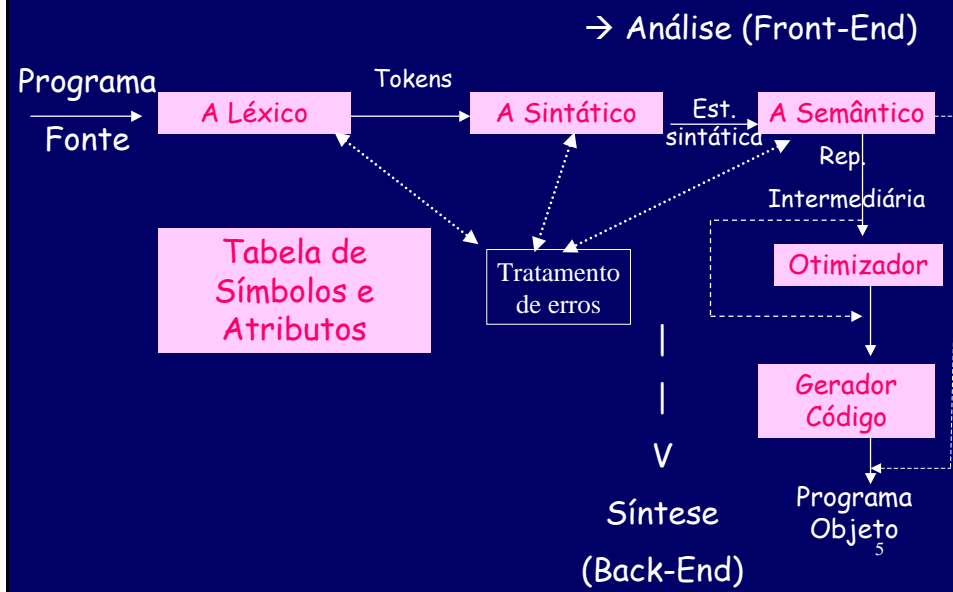 → Análise (Front-End)
Programa
Fonte
Tokens
A Léxico
A Sintático
Est.
sintática
A Semântico
Rep.
Intermediária
Tabela de
Símbolos e
Atributos
Tratamento
de erros
Otimizador
|
|
V
Gerador
Código
Síntese
(Back-End)
Programa
Objeto
5